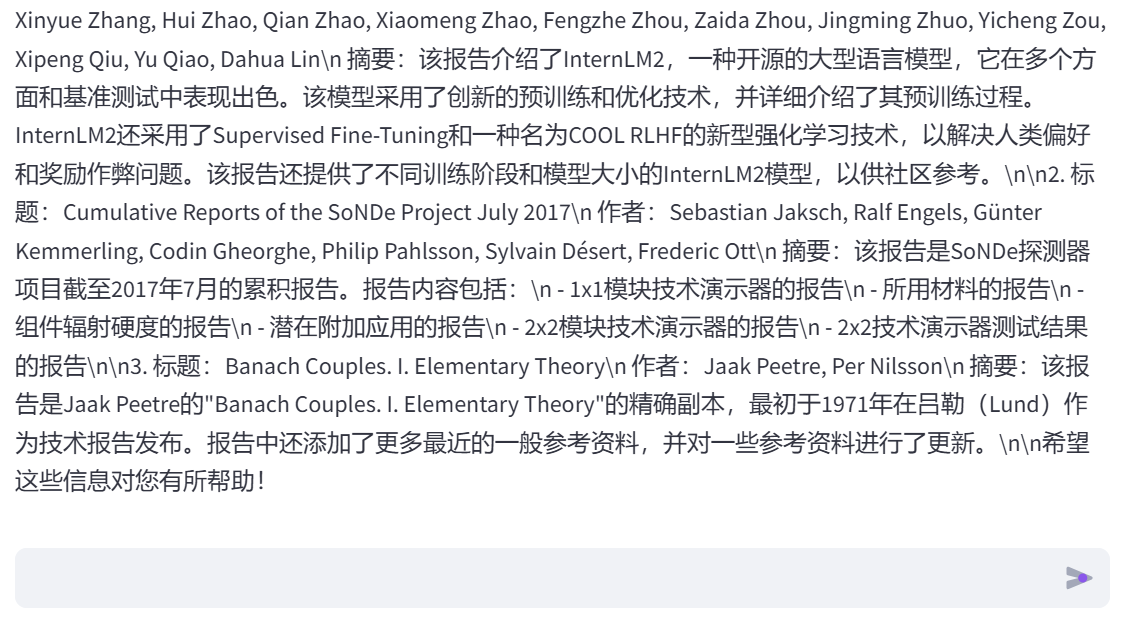 Xinyue Zhang, Hui Zhao, Qian Zhao, Xiaomeng Zhao, Fengzhe Zhou, Zaida Zhou, Jingming Zhuo, Yicheng Zou,
Xipeng Qiu, Yu Qiao, Dahua Lin\n 摘要：该报告介绍了InternLM2，一种开源的大型语言模型，它在多个方
面和基准测试中表现出色。该模型采用了创新的预训练和优化技术，并详细介绍了其预训练过程。
InternLM2还采用了Supervised Fine-Tuning和一种名为COOL RLHF的新型强化学习技术，以解决人类偏好
和奖励作弊问题。该报告还提供了不同训练阶段和模型大小的InternLM2模型，以供社区参考。\n\n2. 标
题：Cumulative Reports of the SoNDe Project July 2017\n 作者：Sebastian Jaksch, Ralf Engels, Günter
Kemmerling, Codin Gheorghe, Philip Pahlsson, Sylvain Désert, Frederic Ott\n 摘要：该报告是SoNDe探测器
项目截至2017年7月的累积报告。报告内容包括：\n - 1x1模块技术演示器的报告\n - 所用材料的报告\n -
组件辐射硬度的报告\n - 潜在附加应用的报告\n - 2x2模块技术演示器的报告\n - 2x2技术演示器测试结果
的报告\n\n3. 标题：Banach Couples. I. Elementary Theory\n 作者：Jaak Peetre, Per Nilsson\n 摘要：该报
告是Jaak Peetre的"Banach Couples. I. Elementary Theory"的精确副本，最初于1971年在吕勒（Lund）作
为技术报告发布。报告中还添加了更多最近的一般参考资料，并对一些参考资料进行了更新。\n\n希望
这些信息对您有所帮助！